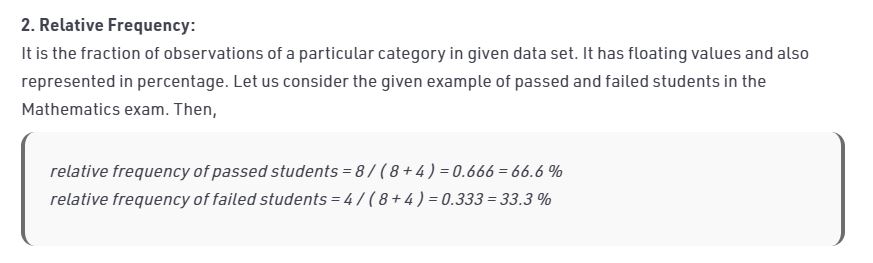 2. Relative Frequency:
It is the fraction of observations of a particular category in given data set. It has floating values and also
represented in percentage. Let us consider the given example of passed and failed students in the
Mathematics exam. Then,
relative frequency of passed students = 8 / ( 8 + 4 ) = 0.666 = 66.6 %
relative frequency of failed students = 4 / ( 8 + 4 ) = 0.333 = 33.3 %